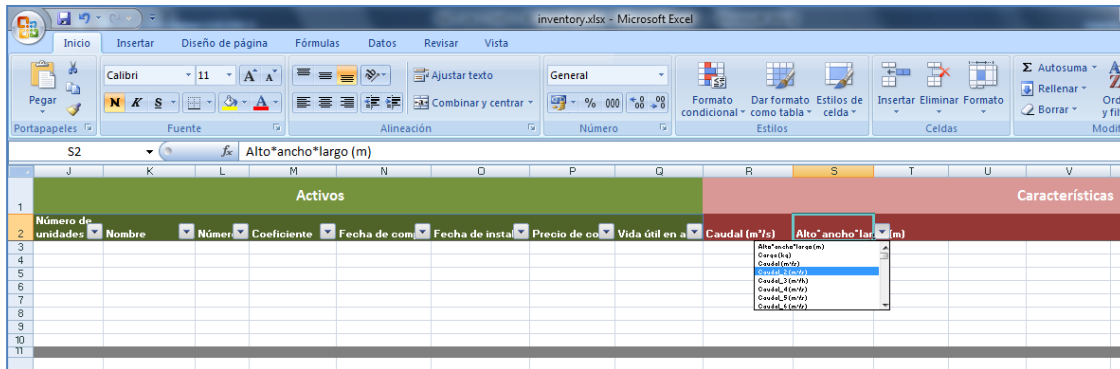 inventory.xlsx - Microsoft Excel
Inicio Insertar Diseño de página Fórmulas Datos Revisar Vista
Pegar
Calibri 11 A A
N K S
Ajustar texto
Combinar y centrar
General
% 000
Formato condicional
Dar formato como tabla
Estilos de celda
Insertar Eliminar Formato
Σ Autosuma
Rellenar
Borrar
Portapapeles Fuente Alineación Número Estilos Celdas
S2 fx Alto*ancho*largo (m)
J K L M N O P Q R S T U V
1 Activos Características
Número de
2 unidades Nombre Númer Coeficiente Fecha de com Fecha de instal Precio de co Vida útil en a Caudal (m³/s) Alto*ancho*lar (m)
3 Alto*ancho*largo (m)
4 Carga (kg)
Caudal (m³/s)
5 Caudal_2 (m³/s)
6 Caudal_3 (m³/h)
7 Caudal_4 (m³/s)
Caudal_5 (m³/s)
8 Caudal_6 (m³/s)
9
10
11